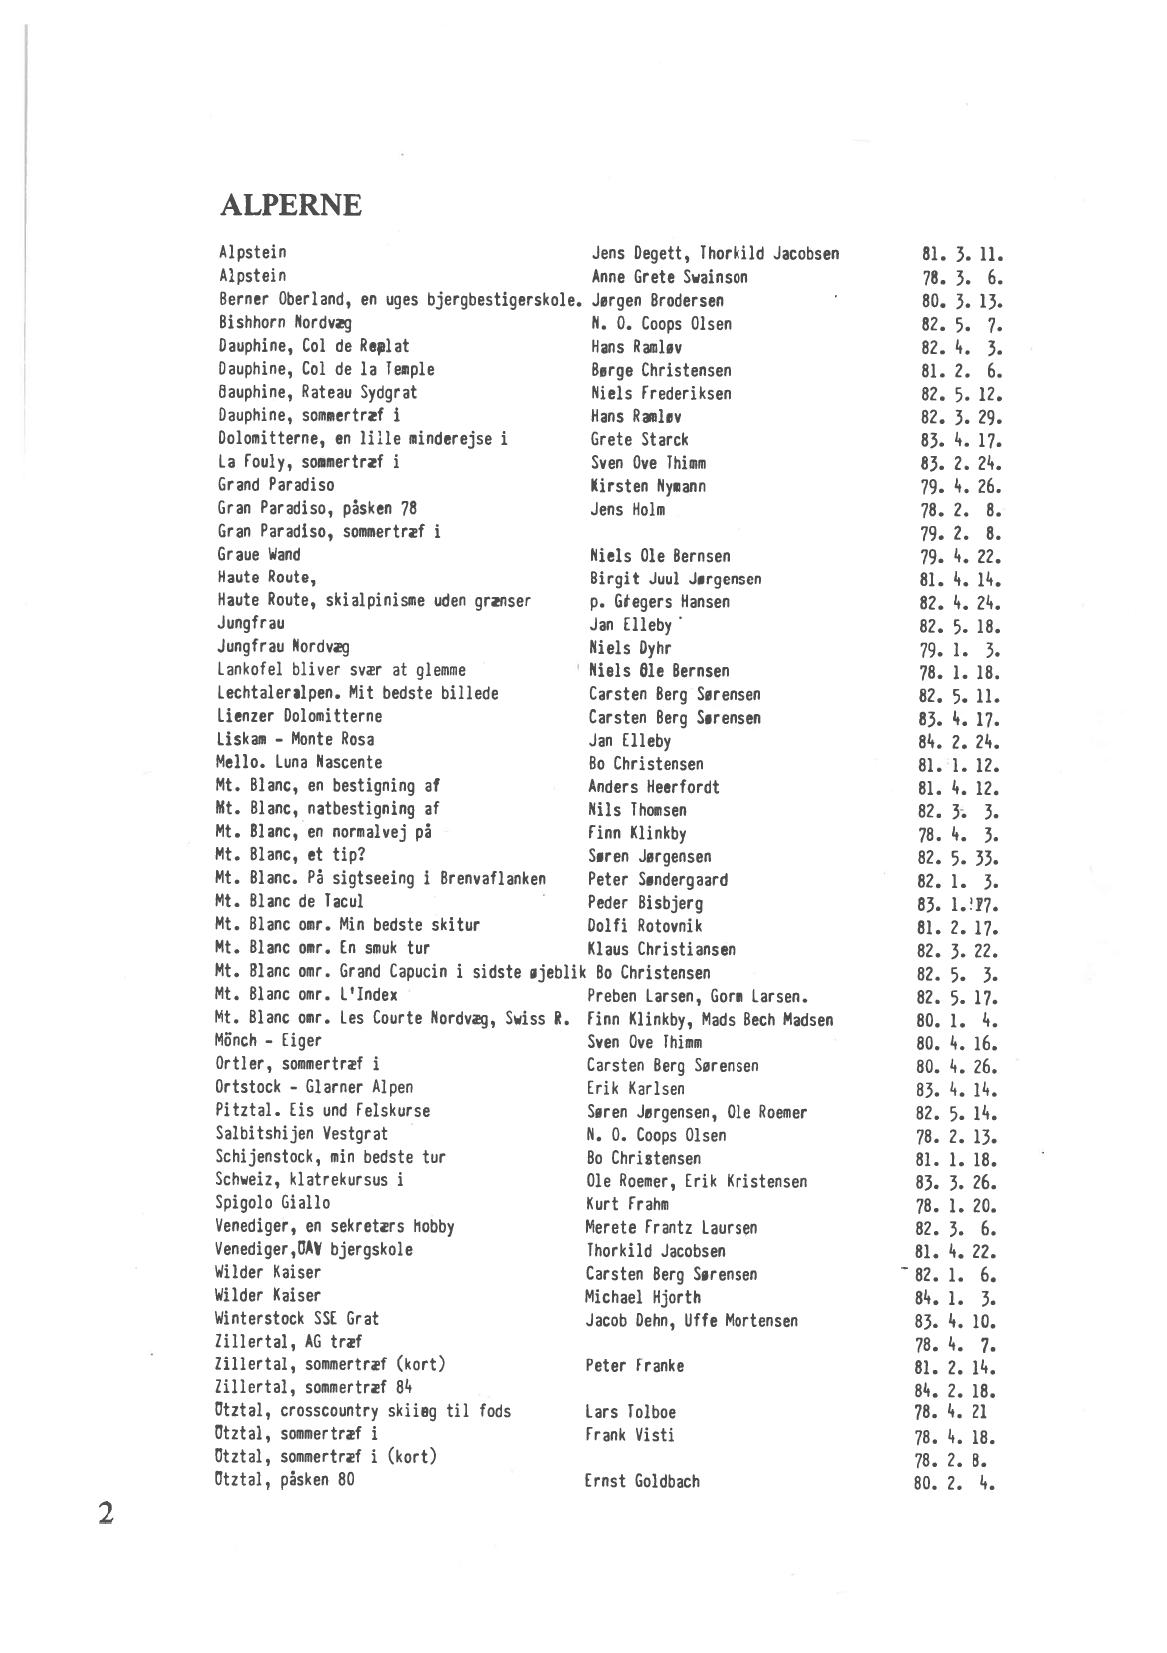 ALPERNE
Alpstein Jens Degett, Thorkild Jacobsen 81. 3. 11.
Alpstein Anne Grete Swainson 78. 3. 6.
Berner Oberland, en uges bjergbestigerskole. Jørgen Brodersen 80. 3. 13.
Bishhorn Nordvæg N. O. Coops Olsen 82. 5. 7.
Dauphine, Col de Replat Hans Ramløv 82. 4. 3.
Dauphine, Col de la Temple Børge Christensen 81. 2. 6.
Dauphine, Rateau Sydgrat Niels Frederiksen 82. 5. 12.
Dauphine, sommertræf i Hans Ramløv 82. 3. 29.
Dolomitterne, en lille minderejse i Grete Starck 83. 4. 17.
La Fouly, sommertræf i Sven Ove Thimm 83. 2. 24.
Grand Paradiso Kirsten Nymann 79. 4. 26.
Gran Paradiso, påsken 78 Jens Holm 78. 2. 8.
Gran Paradiso, sommertræf i 79. 2. 8.
Graue Wand Niels Ole Bernsen 79. 4. 22.
Haute Route, Birgit Juul Jørgensen 81. 4. 14.
Haute Route, skialpinisme uden grænser p. Gregers Hansen 82. 4. 24.
Jungfrau Jan Elleby 82. 5. 18.
Jungfrau Nordvæg Niels Dyhr 79. 1. 3.
Lankofel bliver svær at glemme Niels Ole Bernsen 78. 1. 18.
Lechtaleralpen. Mit bedste billede Carsten Berg Sørensen 82. 5. 11.
Lienzer Dolomitterne Carsten Berg Sørensen 83. 4. 17.
Liskam - Monte Rosa Jan Elleby 84. 2. 24.
Mello. Luna Nascente Bo Christensen 81. 1. 12.
Mt. Blanc, en bestigning af Anders Heerfordt 81. 4. 12.
Mt. Blanc, natbestigning af Nils Thomsen 82. 3. 3.
Mt. Blanc, en normalvej på Finn Klinkby 78. 4. 3.
Mt. Blanc, et tip? Søren Jørgensen 82. 5. 33.
Mt. Blanc. På sigtseeing i Brenvaflanken Peter Søndergaard 82. 1. 3.
Mt. Blanc de Tacul Peder Bisbjerg 83. 1. 17.
Mt. Blanc omr. Min bedste skitur Dolfi Rotovnik 81. 2. 17.
Mt. Blanc omr. En smuk tur Klaus Christiansen 82. 3. 22.
Mt. Blanc omr. Grand Capucin i sidste øjeblik Bo Christensen 82. 5. 3.
Mt. Blanc omr. L'Index Preben Larsen, Gorm Larsen. 82. 5. 17.
Mt. Blanc omr. Les Courte Nordvæg, Swiss R. Finn Klinkby, Mads Bech Madsen 80. 1. 4.
Mönch - Eiger Sven Ove Thimm 80. 4. 16.
Ortler, sommertræf i Carsten Berg Sørensen 80. 4. 26.
Ortstock - Glarner Alpen Erik Karlsen 83. 4. 14.
Pitztal. Eis und Felskurse Søren Jørgensen, Ole Roemer 82. 5. 14.
Salbitshijen Vestgrat N. O. Coops Olsen 78. 2. 13.
Schijenstock, min bedste tur Bo Christensen 81. 1. 18.
Schweiz, klatrekursus i Ole Roemer, Erik Kristensen 83. 3. 26.
Spigolo Giallo Kurt Frahm 78. 1. 20.
Venediger, en sekretærs hobby Merete Frantz Laursen 82. 3. 6.
Venediger,ÖAV bjergskole Thorkild Jacobsen 81. 4. 22.
Wilder Kaiser Carsten Berg Sørensen 82. 1. 6.
Wilder Kaiser Michael Hjorth 84. 1. 3.
Winterstock SSE Grat Jacob Dehn, Uffe Mortensen 83. 4. 10.
Zillertal, AG træf 78. 4. 7.
Zillertal, sommertræf (kort) Peter Franke 81. 2. 14.
Zillertal, sommertræf 84 84. 2. 18.
Ötztal, crosscountry skiiøg til fods Lars Tolboe 78. 4. 21
Ötztal, sommertræf i Frank Visti 78. 4. 18.
Ötztal, sommertræf i (kort) 78. 2. 8.
Ötztal, påsken 80 Ernst Goldbach 80. 2. 4.
2